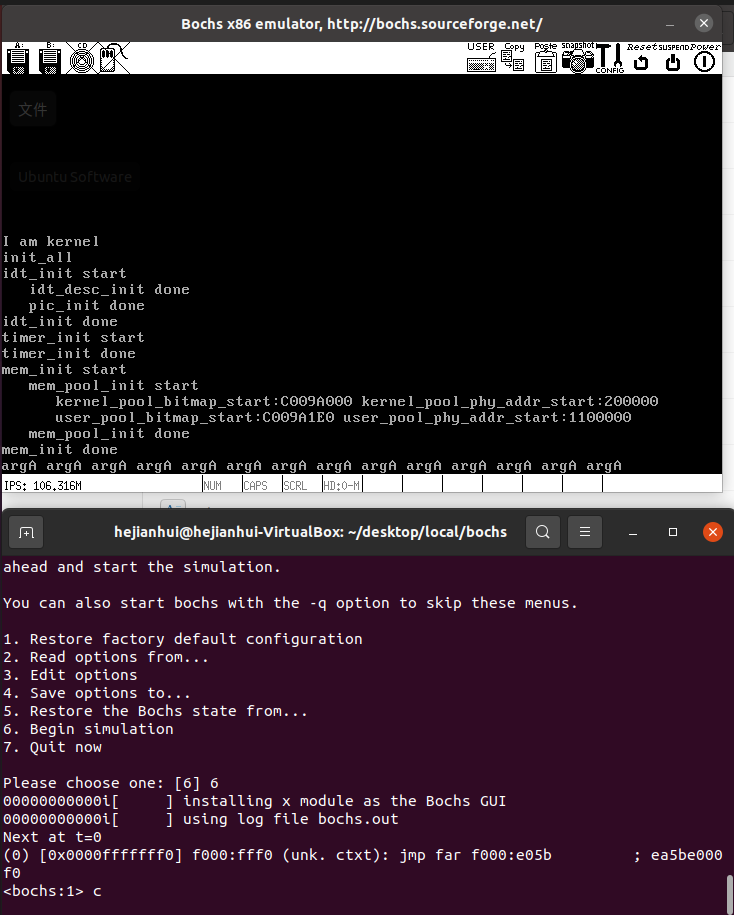 Bochs x86 emulator, http://bochs.sourceforge.net/
A: B: CD USER Copy Paste snapshot CONFIG Reset SUSPEND Power
文件
Ubuntu Software
I am kernel
init_all
idt_init start
idt_desc_init done
pic_init done
idt_init done
timer_init start
timer_init done
mem_init start
mem_pool_init start
kernel_pool_bitmap_start:C009A000 kernel_pool_phy_addr_start:200000
user_pool_bitmap_start:C009A1E0 user_pool_phy_addr_start:1100000
mem_pool_init done
mem_init done
argA argA argA argA argA argA argA argA argA argA argA argA argA argA
IPS: 106.316M NUM CAPS SCRL HD:0-M
hejianhui@hejianhui-VirtualBox: ~/desktop/local/bochs
ahead and start the simulation.
You can also start bochs with the -q option to skip these menus.
1. Restore factory default configuration
2. Read options from...
3. Edit options
4. Save options to...
5. Restore the Bochs state from...
6. Begin simulation
7. Quit now
Please choose one: [6] 6
00000000000i[     ] installing x module as the Bochs GUI
00000000000i[     ] using log file bochs.out
Next at t=0
(0) [0x0000fffffff0] f000:fff0 (unk. ctxt): jmp far f000:e05b         ; ea5be000
f0
<bochs:1> c